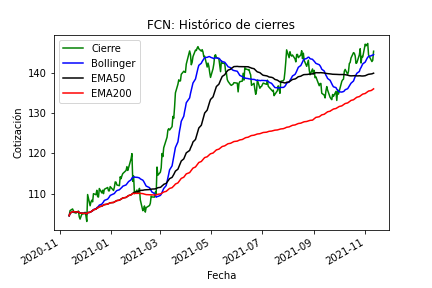 FCN: Histórico de cierres
Cierre
Bollinger
EMA50
EMA200
Cotización
140
130
120
110
2020-11
2021-01
2021-03
2021-05
2021-07
2021-09
2021-11
Fecha